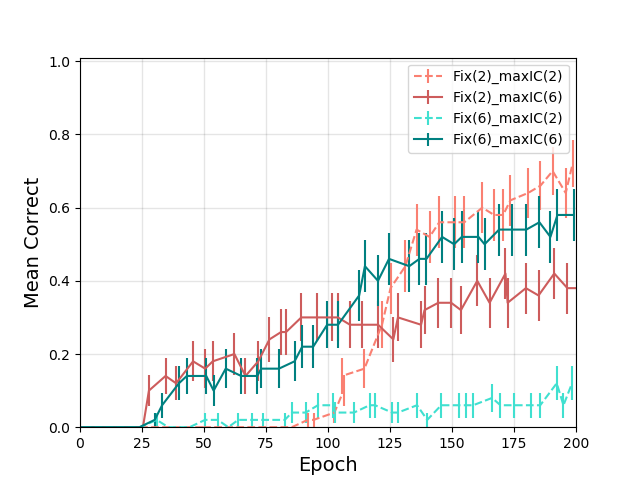 1.0
0.8
0.6
0.4
0.2
0.0
0 25 50 75 100 125 150 175 200
Mean Correct
Epoch
Fix(2)_maxIC(2)
Fix(2)_maxIC(6)
Fix(6)_maxIC(2)
Fix(6)_maxIC(6)